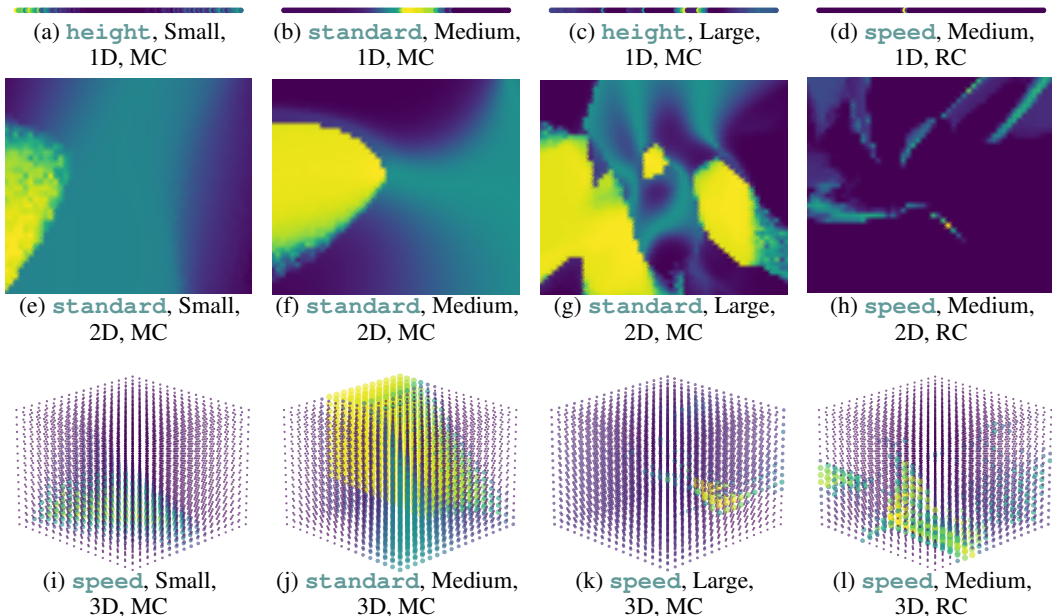 (a) height, Small,
1D, MC
(b) standard, Medium,
1D, MC
(c) height, Large,
1D, MC
(d) speed, Medium,
1D, RC
(e) standard, Small,
2D, MC
(f) standard, Medium,
2D, MC
(g) standard, Large,
2D, MC
(h) speed, Medium,
2D, RC
(i) speed, Small,
3D, MC
(j) standard, Medium,
3D, MC
(k) speed, Large,
3D, MC
(l) speed, Medium,
3D, RC